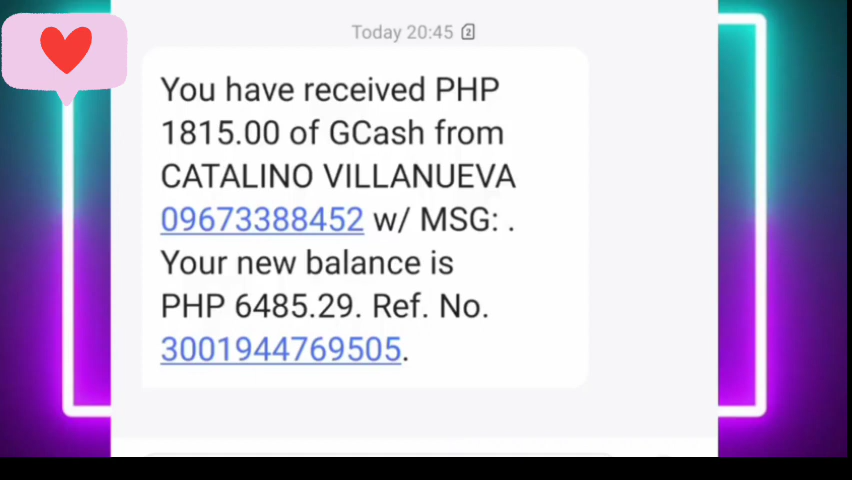 Today 20:45 2
You have received PHP
1815.00 of GCash from
CATALINO VILLANUEVA
09673388452 w/ MSG: .
Your new balance is
PHP 6485.29. Ref. No.
3001944769505.